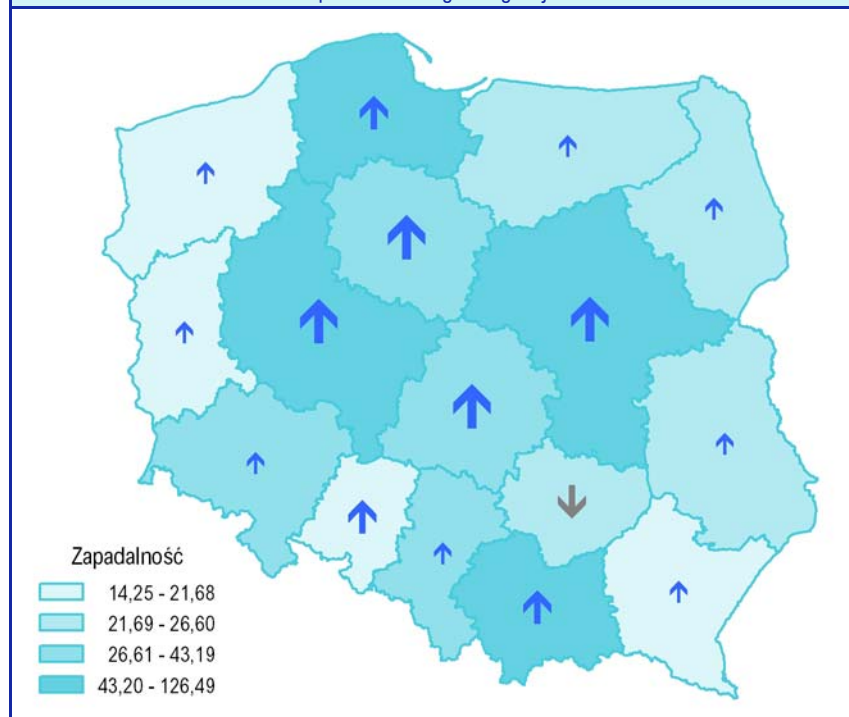 Zapadalność
14,25 - 21,68
21,69 - 26,60
26,61 - 43,19
43,20 - 126,49